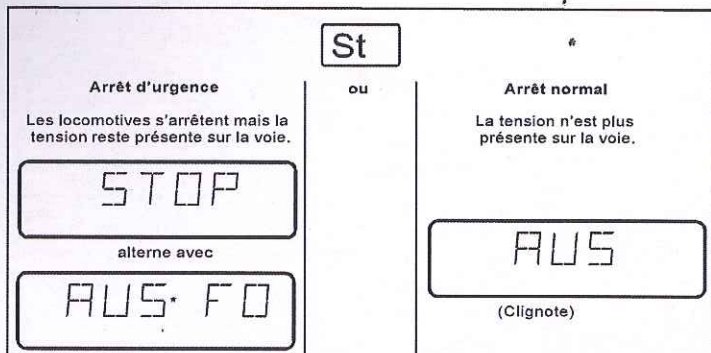 St
Arrêt d'urgence
Les locomotives s'arrêtent mais la
tension reste présente sur la voie.
STOP
alterne avec
AUS* FO
ou
*
Arrêt normal
La tension n'est plus
présente sur la voie.
AUS
(Clignote)